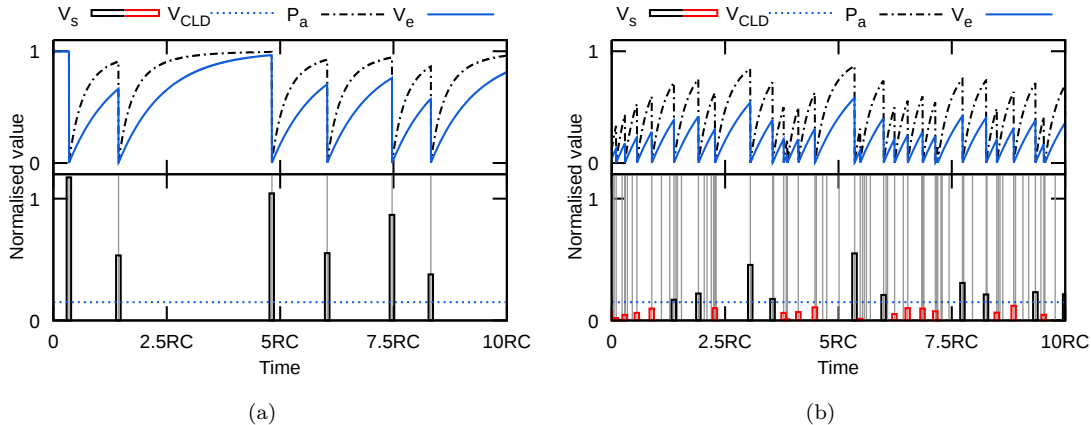 Vs VCLD Pa Ve
1
0
Normalised value
1
0
0 2.5RC 5RC 7.5RC 10RC
Time
(a)
Vs VCLD Pa Ve
1
0
Normalised value
1
0
0 2.5RC 5RC 7.5RC 10RC
Time
(b)